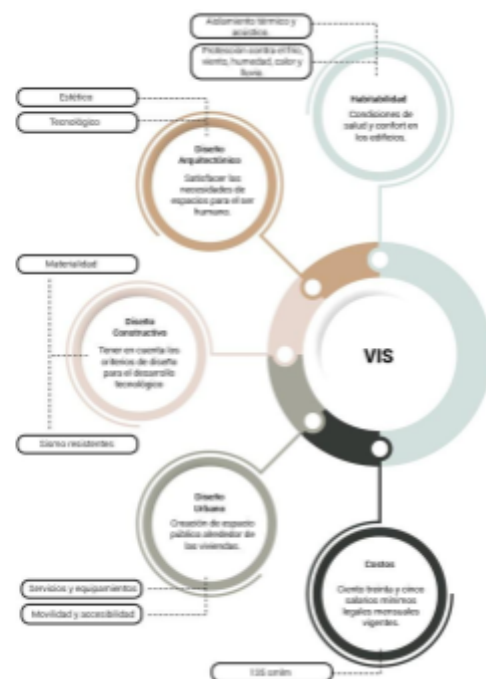 Aislamiento térmico y
acústico.
Protección contra el frío,
viento, humedad, calor y
lluvia.
Habitabilidad
Condiciones de
salud y confort en
los edificios.
Estético
Tecnológico
Diseño
Arquitectónico
Satisfacer las
necesidades de
espacios para el ser
humano.
Materialidad
Diseño
Constructivo
Tener en cuenta los
criterios de diseño
para el desarrollo
tecnológico
Sismo resistentes
VIS
Diseño
Urbano
Creación de espacio
público alrededor de
las viviendas.
Servicios y equipamientos
Movilidad y accesibilidad
Costos
Ciento treinta y cinco
salarios mínimos
legales mensuales
vigentes.
135 smlm